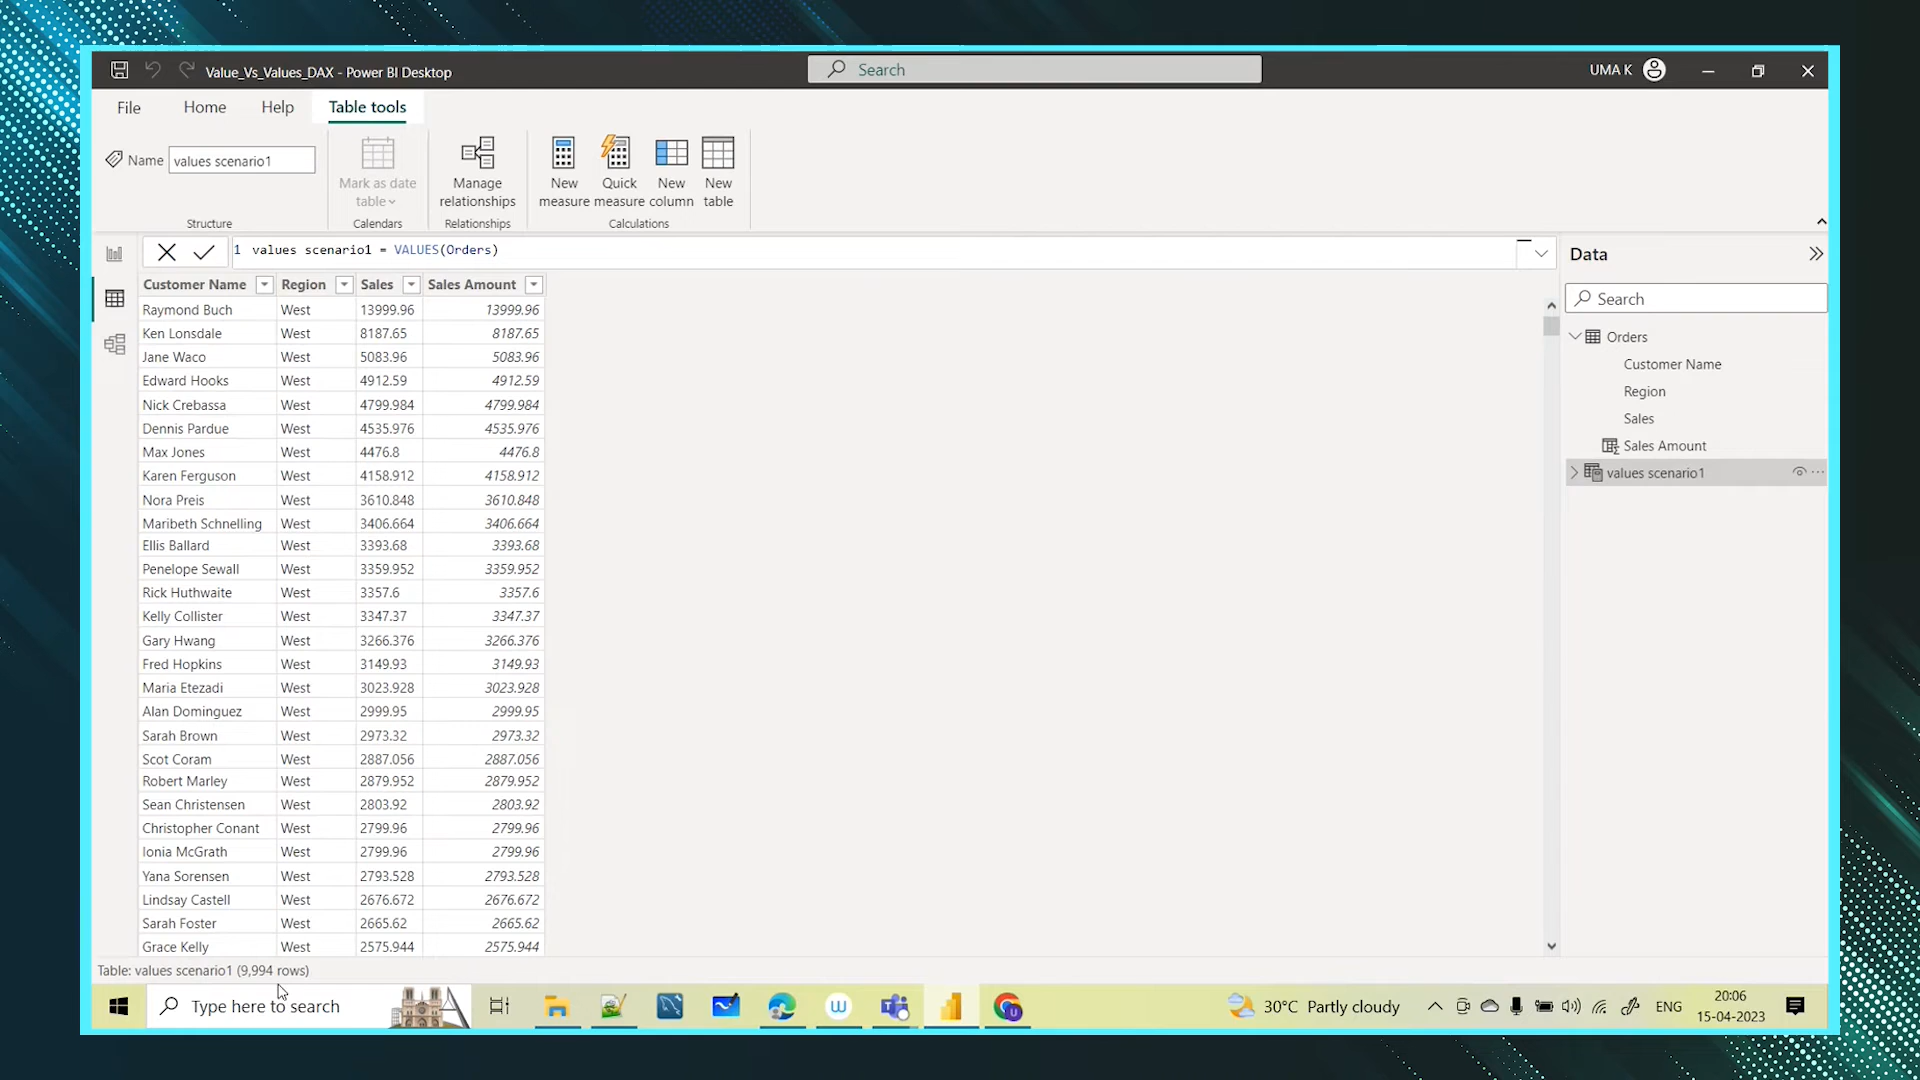 Value_Vs_Values_DAX - Power BI Desktop
Search
UMA K
File
Home
Help
Table tools
Name
values scenario1
Mark as date table
Manage relationships
New measure
Quick measure
New column
New table
Structure
Calendars
Relationships
Calculations
1 values scenario1 = VALUES(Orders)
Customer Name Region Sales Sales Amount
Raymond Buch West 13999.96 13999.96
Ken Lonsdale West 8187.65 8187.65
Jane Waco West 5083.96 5083.96
Edward Hooks West 4912.59 4912.59
Nick Crebassa West 4799.984 4799.984
Dennis Pardue West 4535.976 4535.976
Max Jones West 4476.8 4476.8
Karen Ferguson West 4158.912 4158.912
Nora Preis West 3610.848 3610.848
Maribeth Schnelling West 3406.664 3406.664
Ellis Ballard West 3393.68 3393.68
Penelope Sewall West 3359.952 3359.952
Rick Huthwaite West 3357.6 3357.6
Kelly Collister West 3347.37 3347.37
Gary Hwang West 3266.376 3266.376
Fred Hopkins West 3149.93 3149.93
Maria Etezadi West 3023.928 3023.928
Alan Dominguez West 2999.95 2999.95
Sarah Brown West 2973.32 2973.32
Scot Coram West 2887.056 2887.056
Robert Marley West 2879.952 2879.952
Sean Christensen West 2803.92 2803.92
Christopher Conant West 2799.96 2799.96
Ionia McGrath West 2799.96 2799.96
Yana Sorensen West 2793.528 2793.528
Lindsay Castell West 2676.672 2676.672
Sarah Foster West 2665.62 2665.62
Grace Kelly West 2575.944 2575.944
Data
Search
Orders
Customer Name
Region
Sales
Sales Amount
values scenario1
Table: values scenario1 (9,994 rows)
Type here to search
30°C Partly cloudy
ENG
20:06
15-04-2023